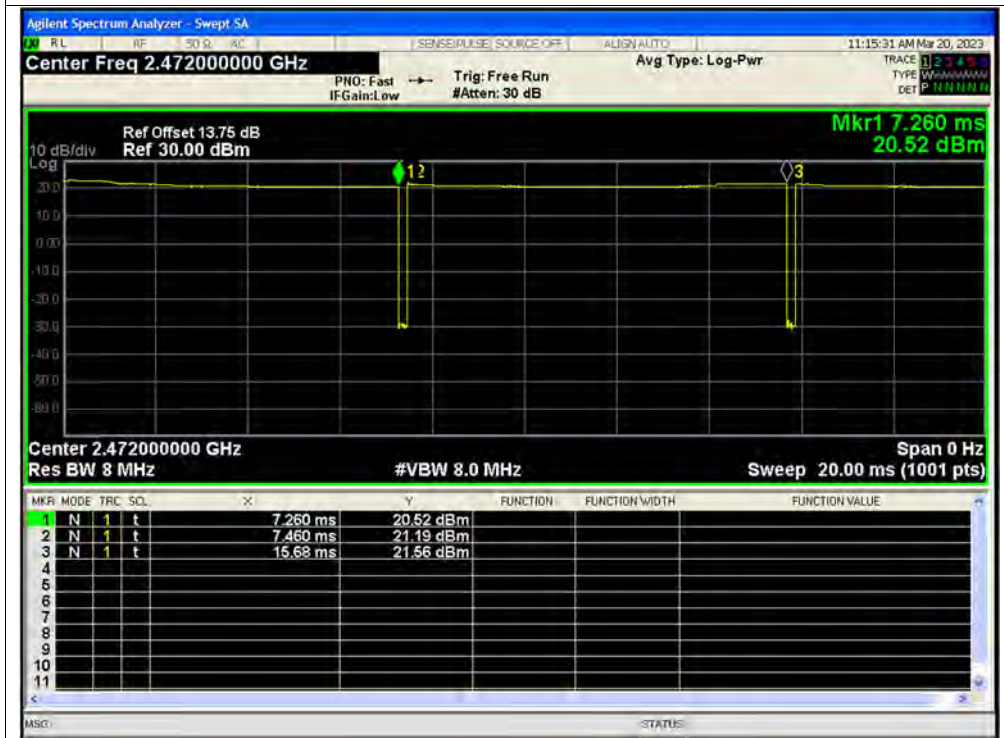 Agilent Spectrum Analyzer - Swept SA
RL RF 50 Ω AC SENSE:PULSE SOURCE OFF ALIGN AUTO 11:15:31 AM Mar 20, 2023
Center Freq 2.472000000 GHz
PNO: Fast
IFGain:Low
Trig: Free Run
#Atten: 30 dB
Avg Type: Log-Pwr
TRACE 1 2 3 4 5 6
TYPE
DET P N N N N N
Ref Offset 13.75 dB
10 dB/div Ref 30.00 dBm
Log
Mkr1 7.260 ms
20.52 dBm
1 2
3
20.0
10.0
0.00
-10.0
-20.0
-30.0
-40.0
-50.0
-60.0
Center 2.472000000 GHz Span 0 Hz
Res BW 8 MHz #VBW 8.0 MHz Sweep 20.00 ms (1001 pts)
MKR MODE TRC SCL X Y FUNCTION FUNCTION WIDTH FUNCTION VALUE
1 N 1 t 7.260 ms 20.52 dBm
2 N 1 t 7.460 ms 21.19 dBm
3 N 1 t 15.68 ms 21.56 dBm
4
5
6
7
8
9
10
11
MSG STATUS